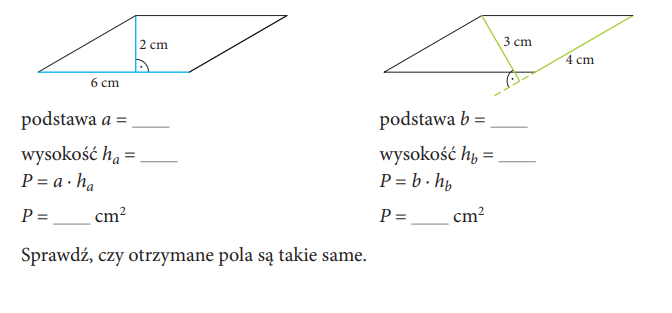 2 cm
6 cm
3 cm
4 cm
podstawa a = ____
podstawa b = ____
wysokość hₐ = ____
wysokość h_b = ____
P = a · hₐ
P = b · h_b
P = ____ cm²
P = ____ cm²
Sprawdź, czy otrzymane pola są takie same.